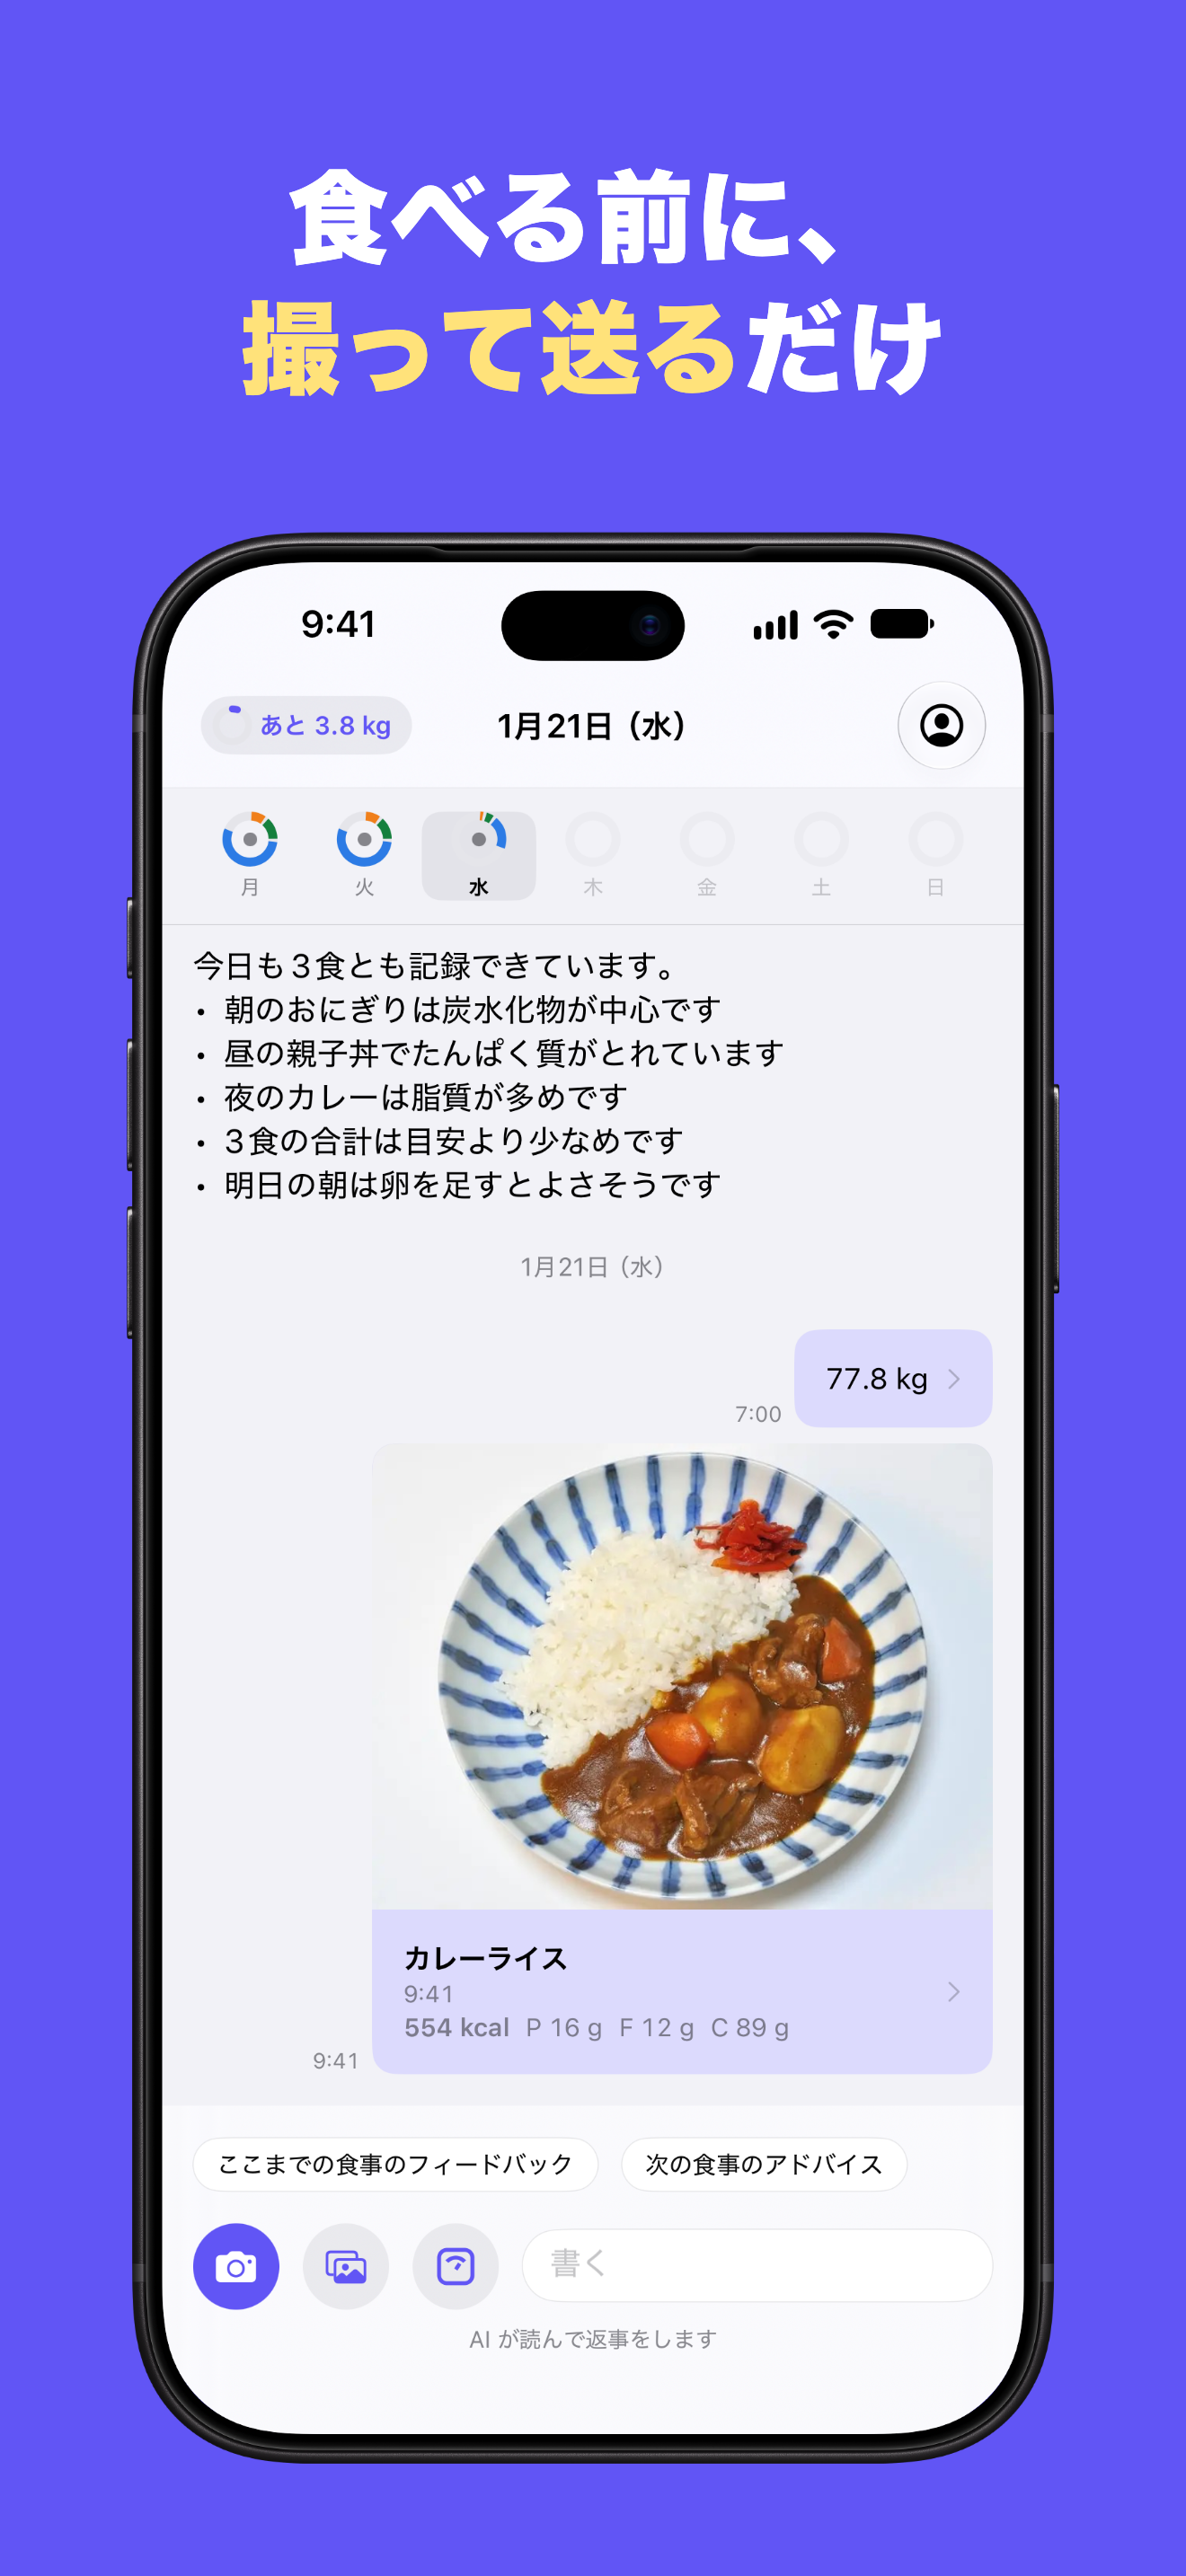 食べる前に、
撮って送るだけ
9:41
あと 3.8 kg
1月21日（水）
月 火 水 木 金 土 日
今日も3食とも記録できています。
・ 朝のおにぎりは炭水化物が中心です
・ 昼の親子丼でたんぱく質がとれています
・ 夜のカレーは脂質が多めです
・ 3食の合計は目安より少なめです
・ 明日の朝は卵を足すとよさそうです
1月21日（水）
77.8 kg
7:00
カレーライス
9:41
554 kcal P 16 g F 12 g C 89 g
9:41
ここまでの食事のフィードバック
次の食事のアドバイス
書く
AI が読んで返事をします